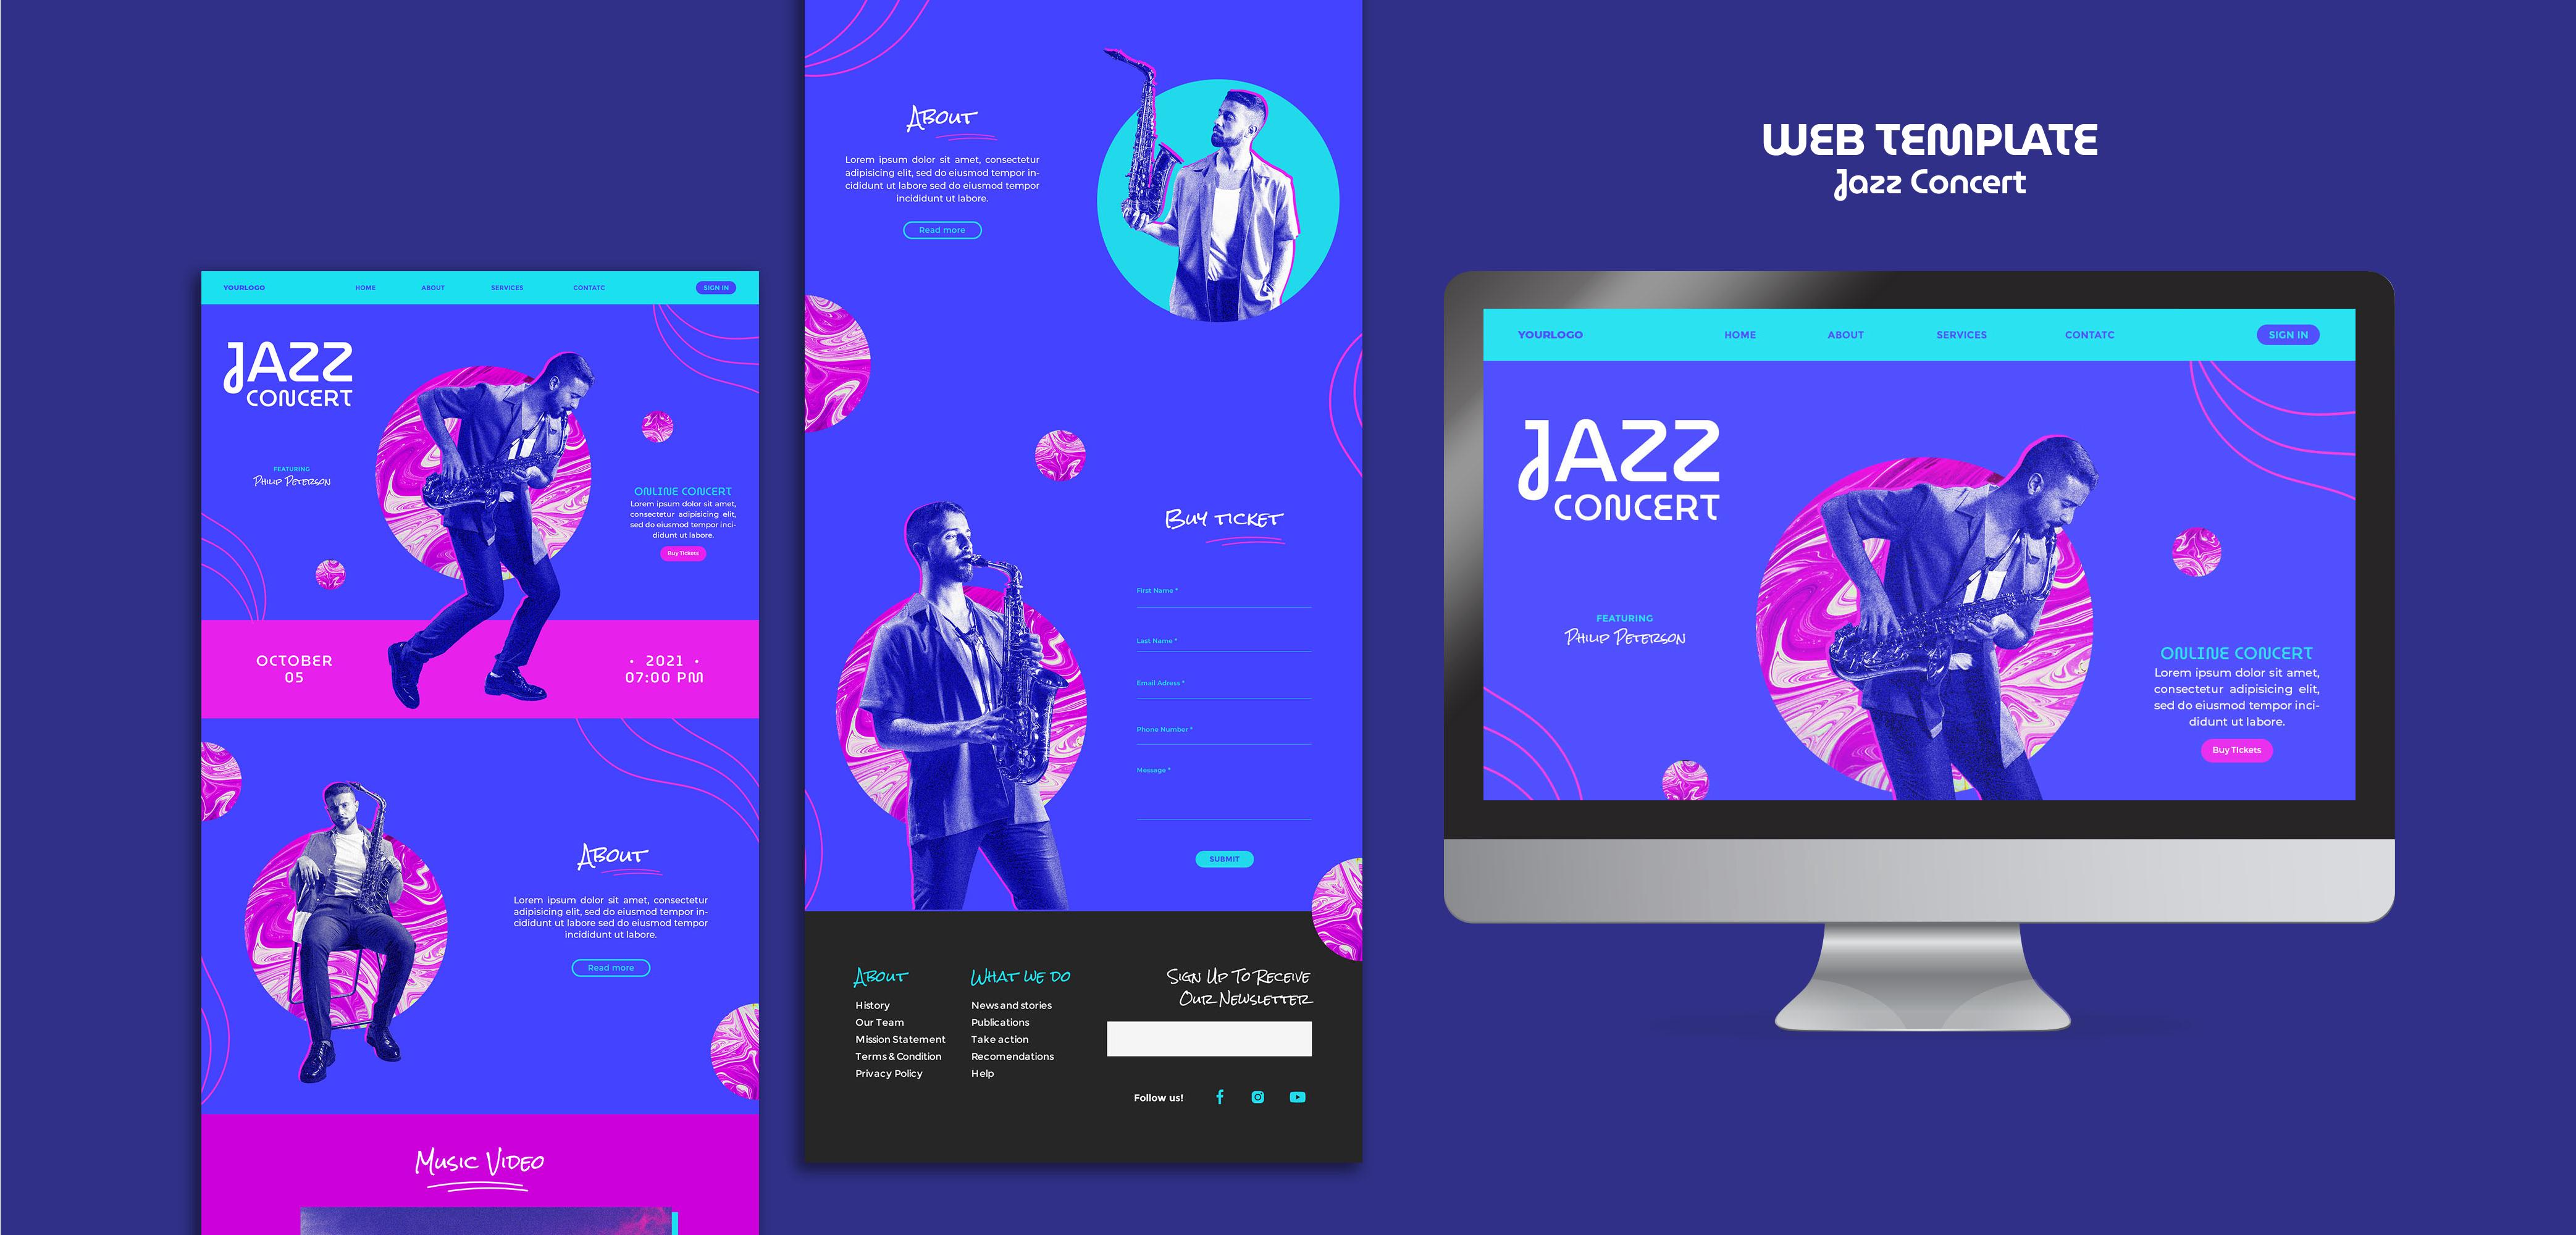 YOURLOGO
HOME
ABOUT
SERVICES
CONTATC
SIGN IN
JAZZ
CONCERT
FEATURING
Philip Peterson
ONLINE CONCERT
Lorem ipsum dolor sit amet,
consectetur adipisicing elit,
sed do eiusmod tempor inci-
didunt ut labore.
Buy Tickets
OCTOBER
05
• 2021 •
07:00 PM
About
Lorem ipsum dolor sit amet, consectetur
adipisicing elit, sed do eiusmod tempor in-
cididunt ut labore sed do eiusmod tempor
incididunt ut labore.
Read more
Music Video
About
Lorem ipsum dolor sit amet, consectetur
adipisicing elit, sed do eiusmod tempor in-
cididunt ut labore sed do eiusmod tempor
incididunt ut labore.
Read more
Buy ticket
First Name *
Last Name *
Email Adress *
Phone Number *
Message *
SUBMIT
About
History
Our Team
Mission Statement
Terms & Condition
Privacy Policy
What we do
News and stories
Publications
Take action
Recomendations
Help
Sign Up To Receive
Our Newsletter
Follow us!
WEB TEMPLATE
Jazz Concert
YOURLOGO
HOME
ABOUT
SERVICES
CONTATC
SIGN IN
JAZZ
CONCERT
FEATURING
Philip Peterson
ONLINE CONCERT
Lorem ipsum dolor sit amet,
consectetur adipisicing elit,
sed do eiusmod tempor inci-
didunt ut labore.
Buy Tickets